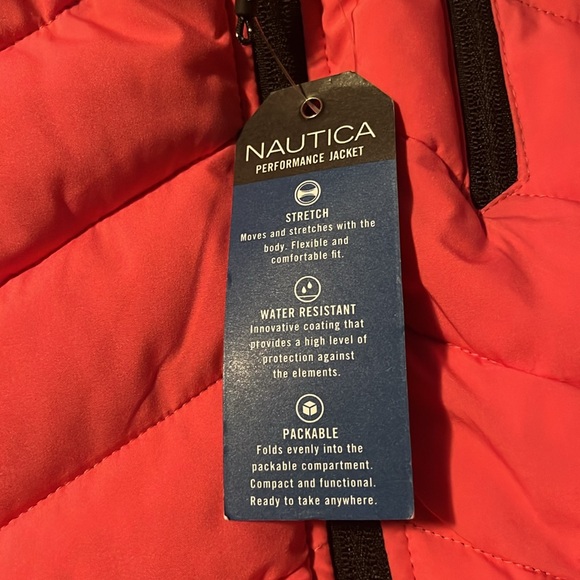 NAUTICA
PERFORMANCE JACKET
STRETCH
Moves and stretches with the
body. Flexible and
comfortable fit.
WATER RESISTANT
Innovative coating that
provides a high level of
protection against
the elements.
PACKABLE
Folds evenly into the
packable compartment.
Compact and functional.
Ready to take anywhere.